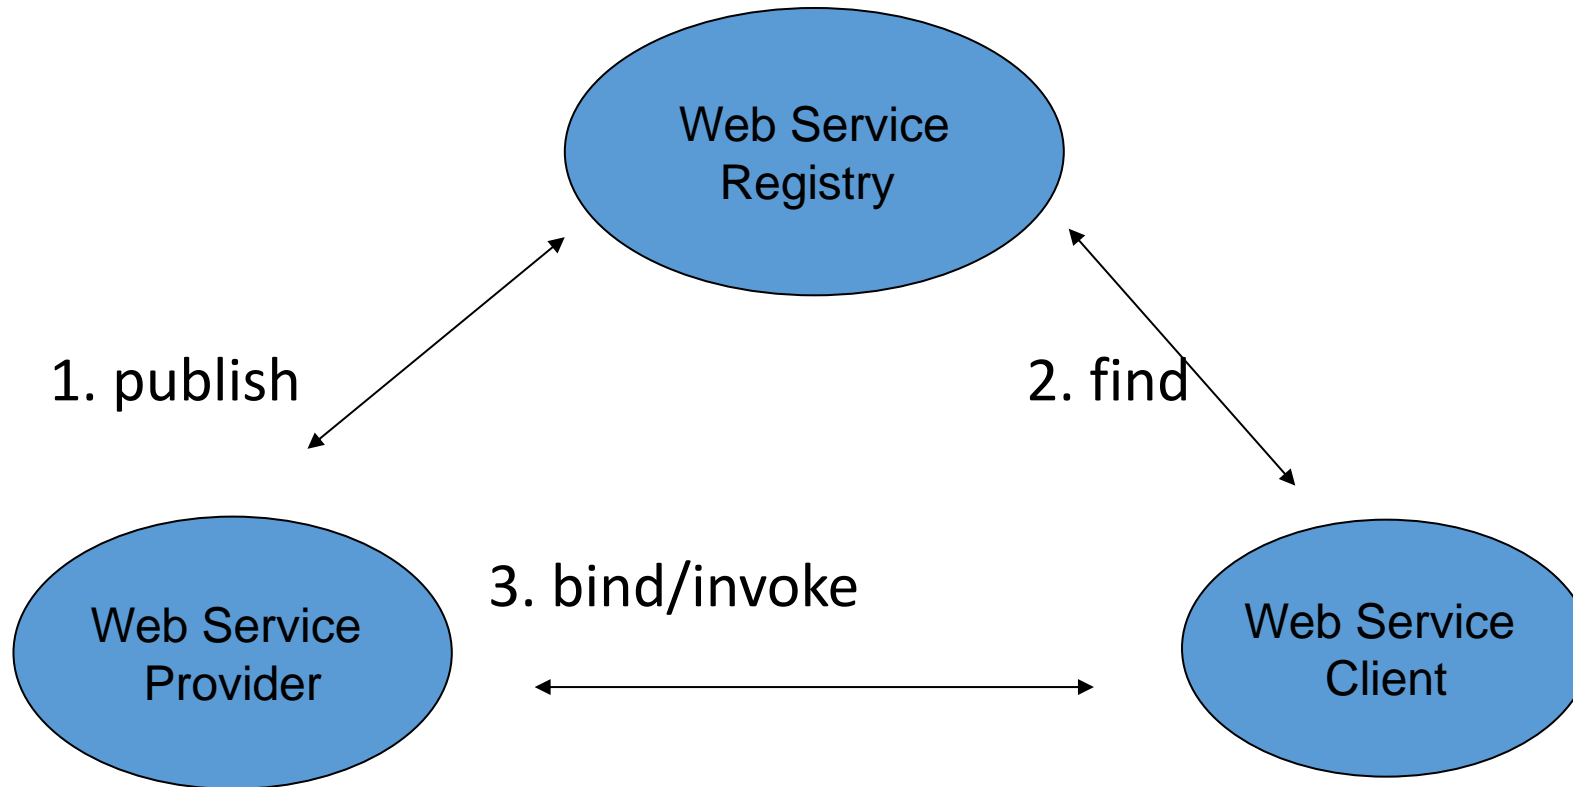 Web Service
Registry
1. publish
2. find
3. bind/invoke
Web Service
Provider
Web Service
Client